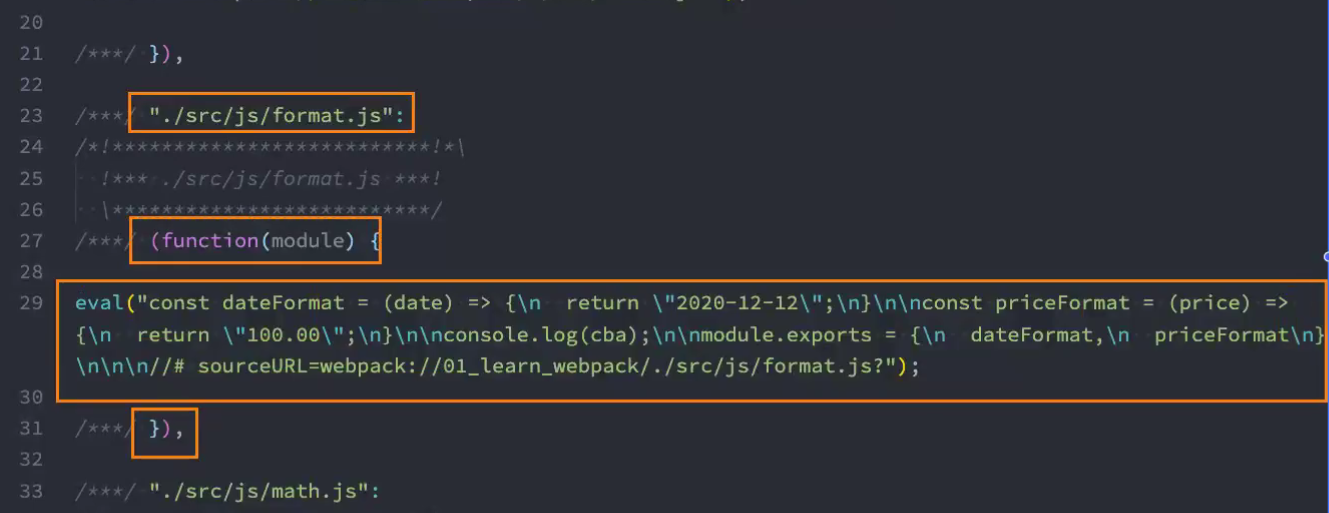 20
21 /***/ }),
22
23 /***/ "./src/js/format.js":
24 /*!**************************!*\
25   !*** ./src/js/format.js ***!
26   \**************************/
27 /***/ (function(module) {
28
29 eval("const dateFormat = (date) => {\n  return \"2020-12-12\";\n}\n\nconst priceFormat = (price) =>
{\n  return \"100.00\";\n}\n\nconsole.log(cba);\n\nmodule.exports = {\n  dateFormat,\n  priceFormat\n}
\n\n\n//# sourceURL=webpack://01_learn_webpack/./src/js/format.js?");
30
31 /***/ }),
32
33 /***/ "./src/js/math.js":